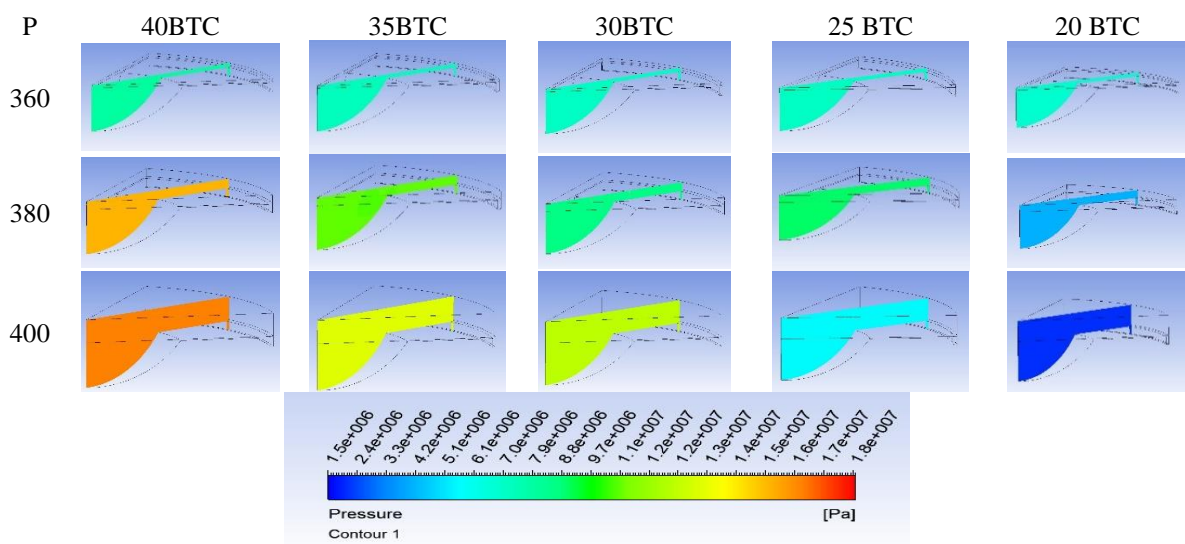 P 40BTC 35BTC 30BTC 25 BTC 20 BTC
360
380
400
1.5e+006 2.4e+006 3.3e+006 4.2e+006 5.1e+006 6.1e+006 7.0e+006 7.9e+006 8.8e+006 9.7e+006 1.1e+007 1.2e+007 1.2e+007 1.3e+007 1.4e+007 1.5e+007 1.6e+007 1.7e+007 1.8e+007
Pressure [Pa]
Contour 1